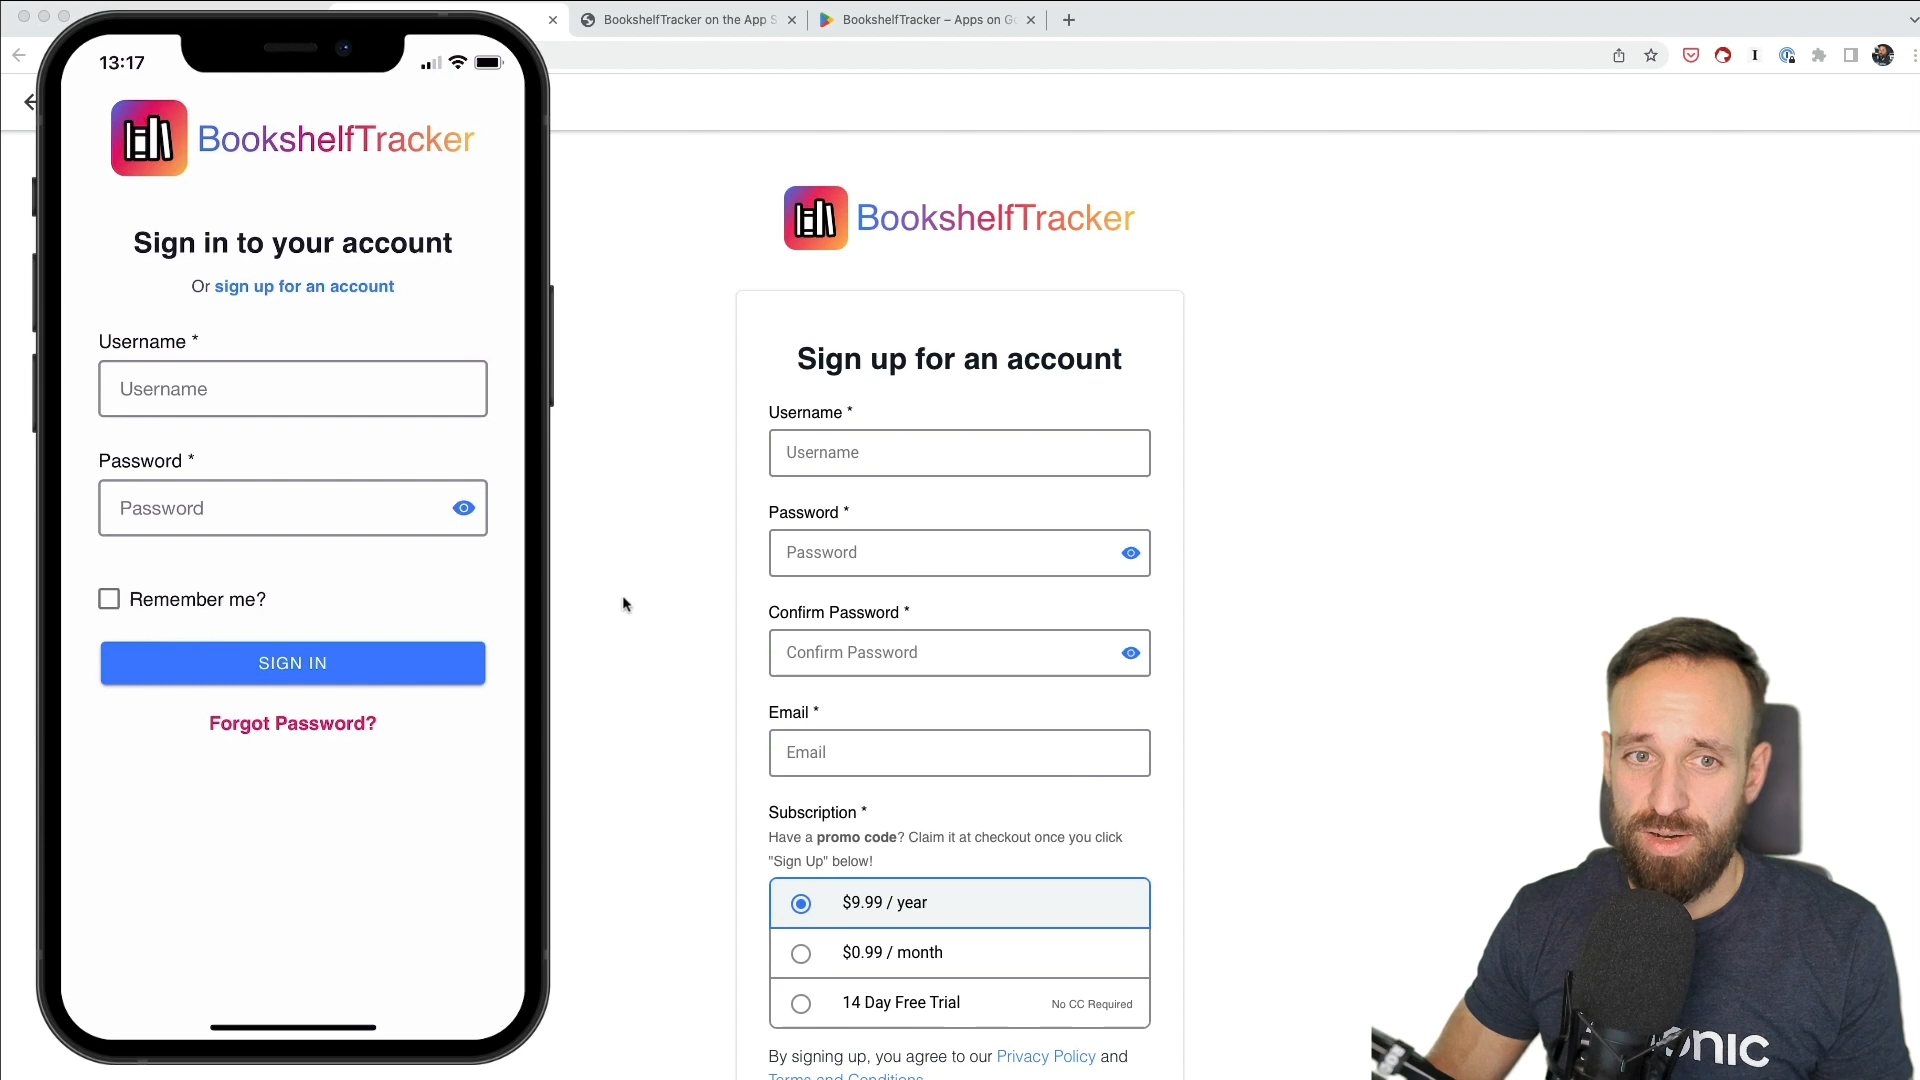 BookshelfTracker on the App S
BookshelfTracker – Apps on Go
13:17
BookshelfTracker
Sign in to your account
Or sign up for an account
Username *
Username
Password *
Password
Remember me?
SIGN IN
Forgot Password?
BookshelfTracker
Sign up for an account
Username *
Username
Password *
Password
Confirm Password *
Confirm Password
Email *
Email
Subscription *
Have a promo code? Claim it at checkout once you click
"Sign Up" below!
$9.99 / year
$0.99 / month
14 Day Free Trial
No CC Required
By signing up, you agree to our Privacy Policy and
Terms and Conditions